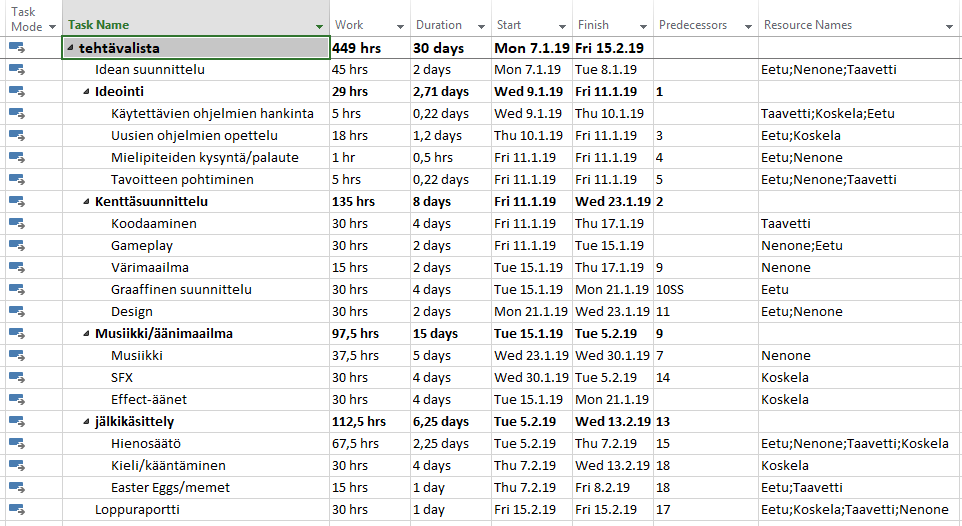 Task Mode Task Name Work Duration Start Finish Predecessors Resource Names
tehtävalista 449 hrs 30 days Mon 7.1.19 Fri 15.2.19
Idean suunnittelu 45 hrs 2 days Mon 7.1.19 Tue 8.1.19 Eetu;Nenone;Taavetti
Ideointi 29 hrs 2,71 days Wed 9.1.19 Fri 11.1.19 1
Käytettävien ohjelmien hankinta 5 hrs 0,22 days Wed 9.1.19 Thu 10.1.19 Taavetti;Koskela;Eetu
Uusien ohjelmien opettelu 18 hrs 1,2 days Thu 10.1.19 Fri 11.1.19 3 Eetu;Koskela
Mielipiteiden kysyntä/palaute 1 hr 0,5 hrs Fri 11.1.19 Fri 11.1.19 4 Eetu;Nenone
Tavoitteen pohtiminen 5 hrs 0,22 days Fri 11.1.19 Fri 11.1.19 5 Eetu;Nenone;Taavetti
Kenttäsuunnittelu 135 hrs 8 days Fri 11.1.19 Wed 23.1.19 2
Koodaaminen 30 hrs 4 days Fri 11.1.19 Thu 17.1.19 Taavetti
Gameplay 30 hrs 2 days Fri 11.1.19 Tue 15.1.19 Nenone;Eetu
Värimaailma 15 hrs 2 days Tue 15.1.19 Thu 17.1.19 9 Nenone
Graaffinen suunnittelu 30 hrs 4 days Tue 15.1.19 Mon 21.1.19 10SS Eetu
Design 30 hrs 2 days Mon 21.1.19 Wed 23.1.19 11 Eetu;Nenone
Musiikki/äänimaailma 97,5 hrs 15 days Tue 15.1.19 Tue 5.2.19 9
Musiikki 37,5 hrs 5 days Wed 23.1.19 Wed 30.1.19 7 Nenone
SFX 30 hrs 4 days Wed 30.1.19 Tue 5.2.19 14 Koskela
Effect-äänet 30 hrs 4 days Tue 15.1.19 Mon 21.1.19 Koskela
jälkikäsittely 112,5 hrs 6,25 days Tue 5.2.19 Wed 13.2.19 13
Hienosäätö 67,5 hrs 2,25 days Tue 5.2.19 Thu 7.2.19 15 Eetu;Nenone;Taavetti;Koskela
Kieli/kääntäminen 30 hrs 4 days Thu 7.2.19 Wed 13.2.19 18 Koskela
Easter Eggs/memet 15 hrs 1 day Thu 7.2.19 Fri 8.2.19 18 Eetu;Taavetti
Loppuraportti 30 hrs 1 day Fri 15.2.19 Fri 15.2.19 17 Eetu;Koskela;Taavetti;Nenone